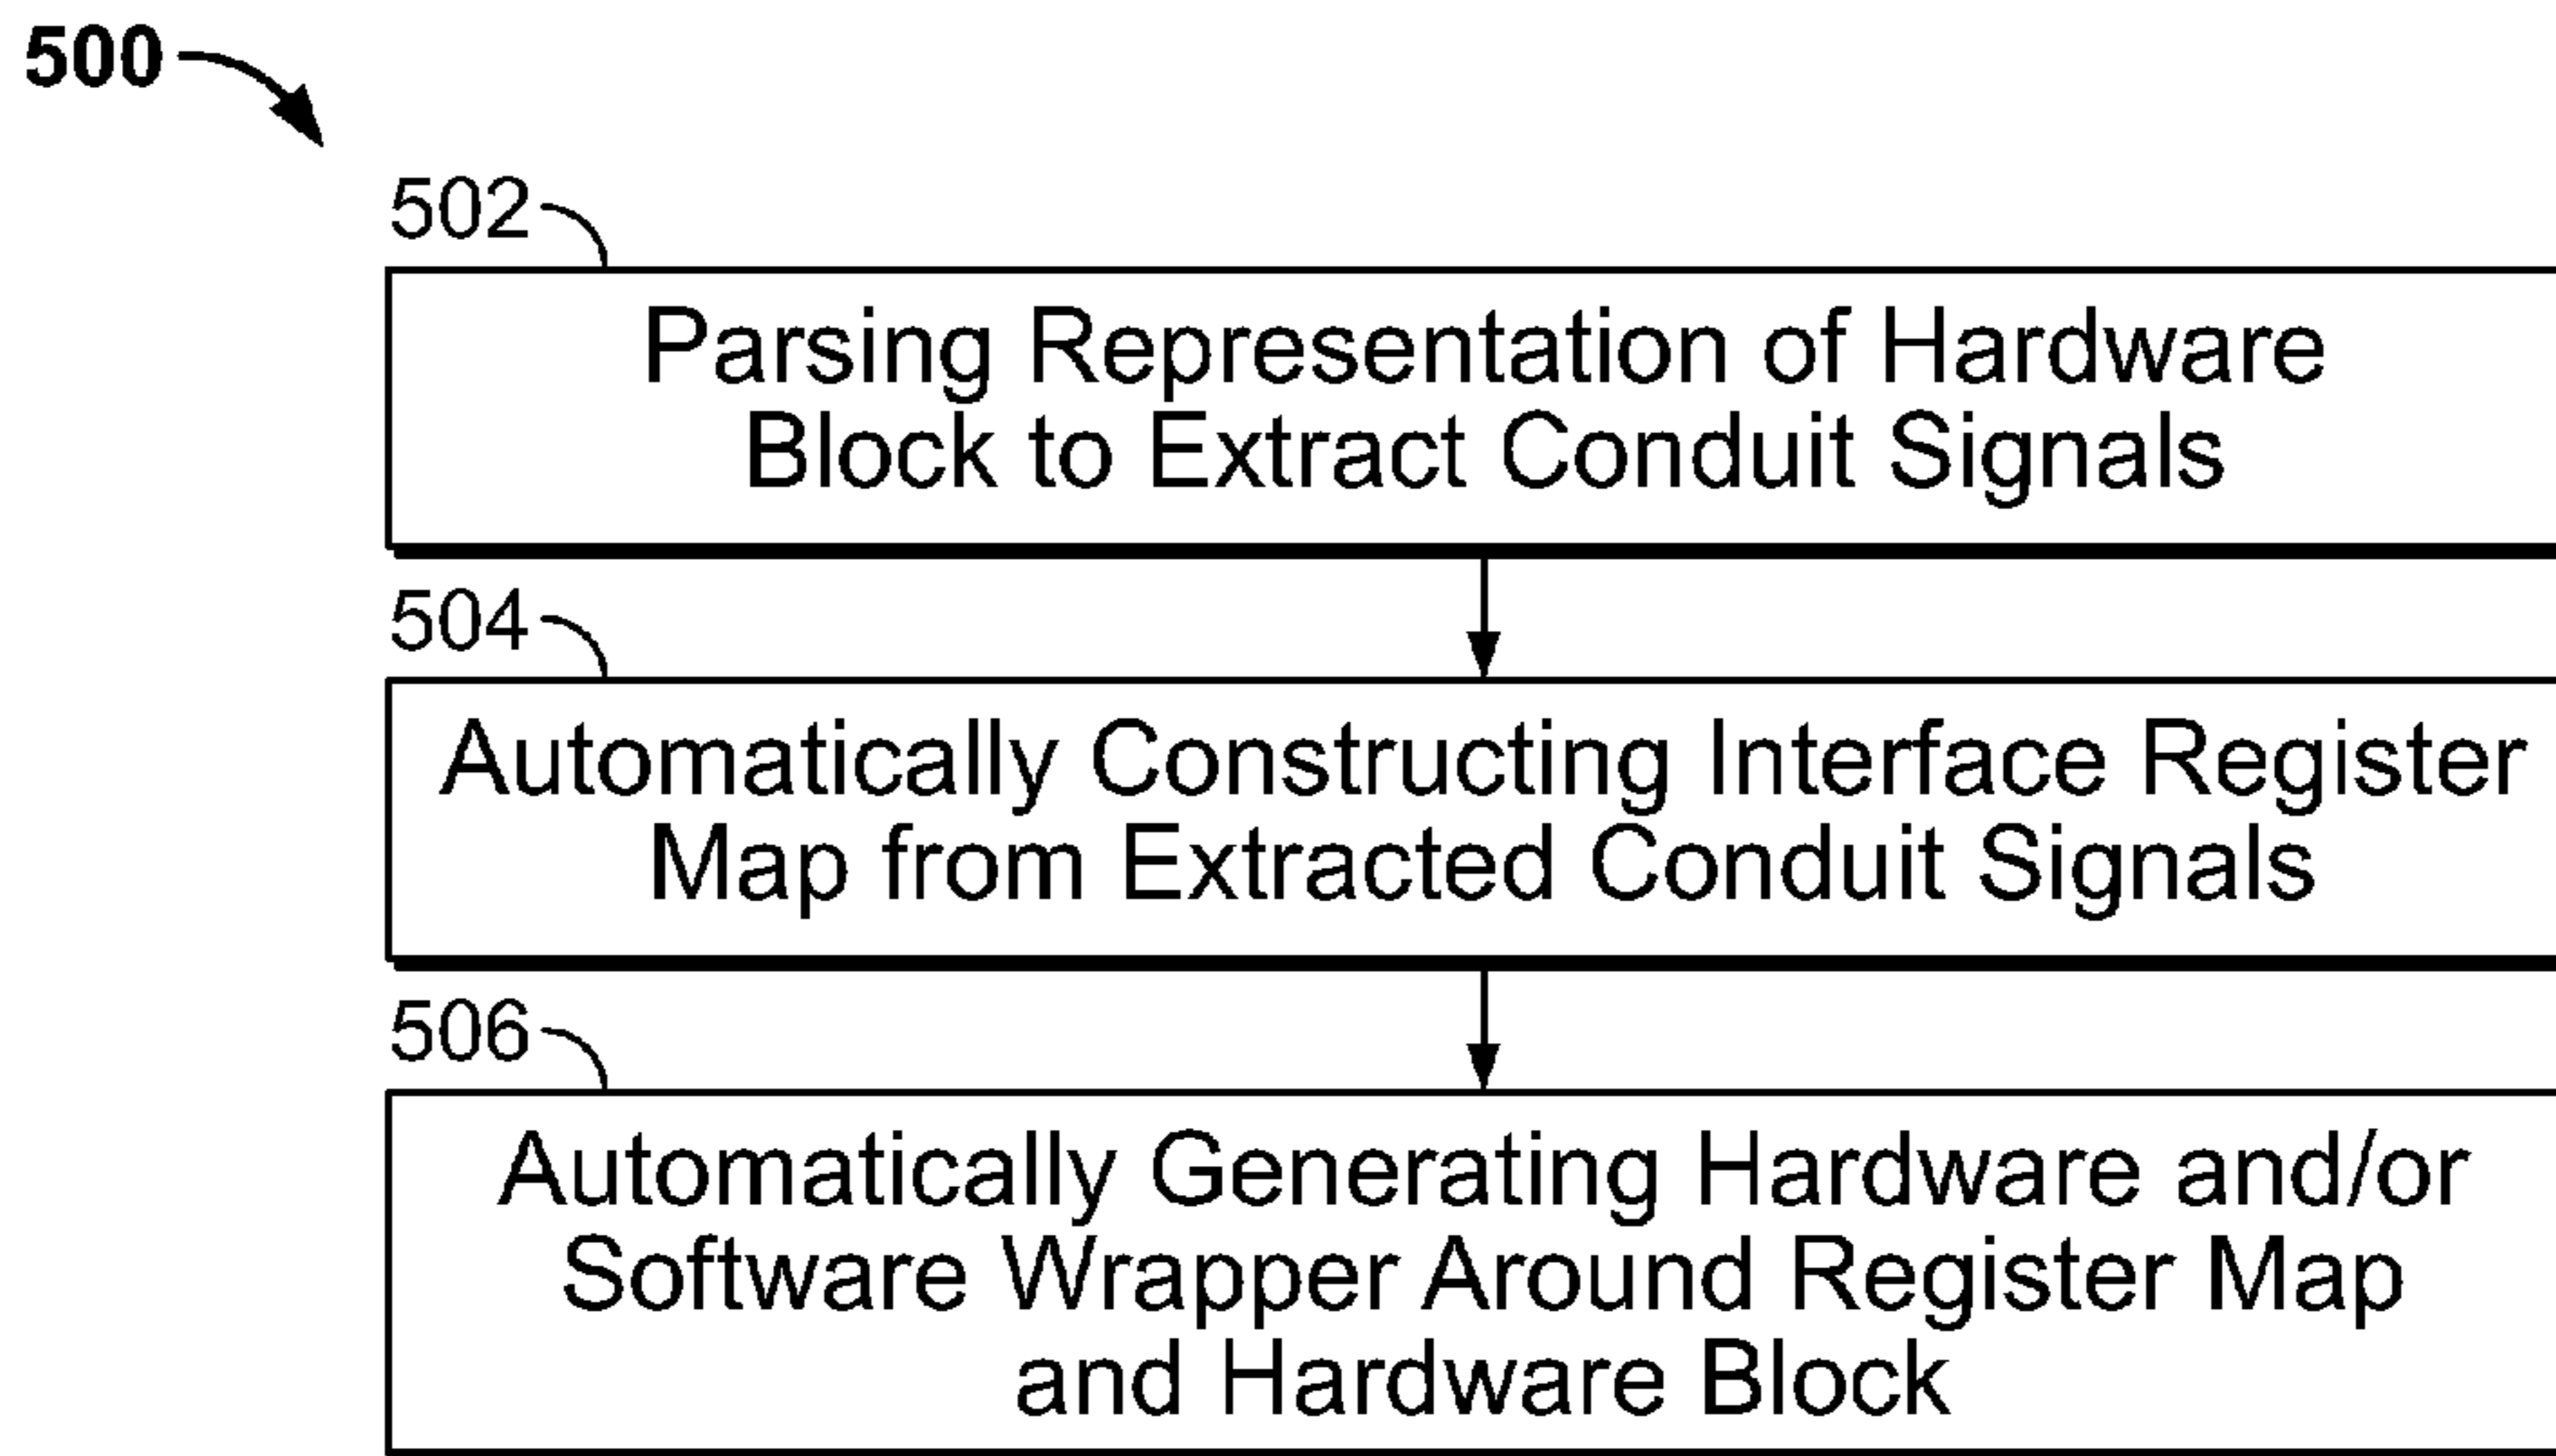 500
502
Parsing Representation of Hardware
Block to Extract Conduit Signals
504
Automatically Constructing Interface Register
Map from Extracted Conduit Signals
506
Automatically Generating Hardware and/or
Software Wrapper Around Register Map
and Hardware Block